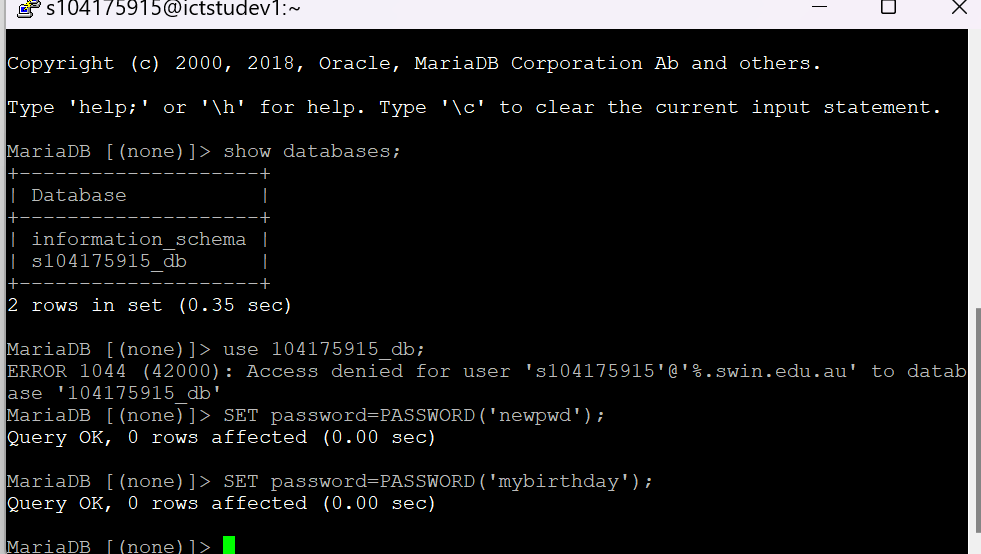 s104175915@ictstudev1:~
Copyright (c) 2000, 2018, Oracle, MariaDB Corporation Ab and others.
Type 'help;' or '\h' for help. Type '\c' to clear the current input statement.
MariaDB [(none)]> show databases;
+--------------------+
| Database           |
+--------------------+
| information_schema |
| s104175915_db      |
+--------------------+
2 rows in set (0.35 sec)
MariaDB [(none)]> use 104175915_db;
ERROR 1044 (42000): Access denied for user 's104175915'@'%.swin.edu.au' to datab
ase '104175915_db'
MariaDB [(none)]> SET password=PASSWORD('newpwd');
Query OK, 0 rows affected (0.00 sec)
MariaDB [(none)]> SET password=PASSWORD('mybirthday');
Query OK, 0 rows affected (0.00 sec)
MariaDB [(none)]>